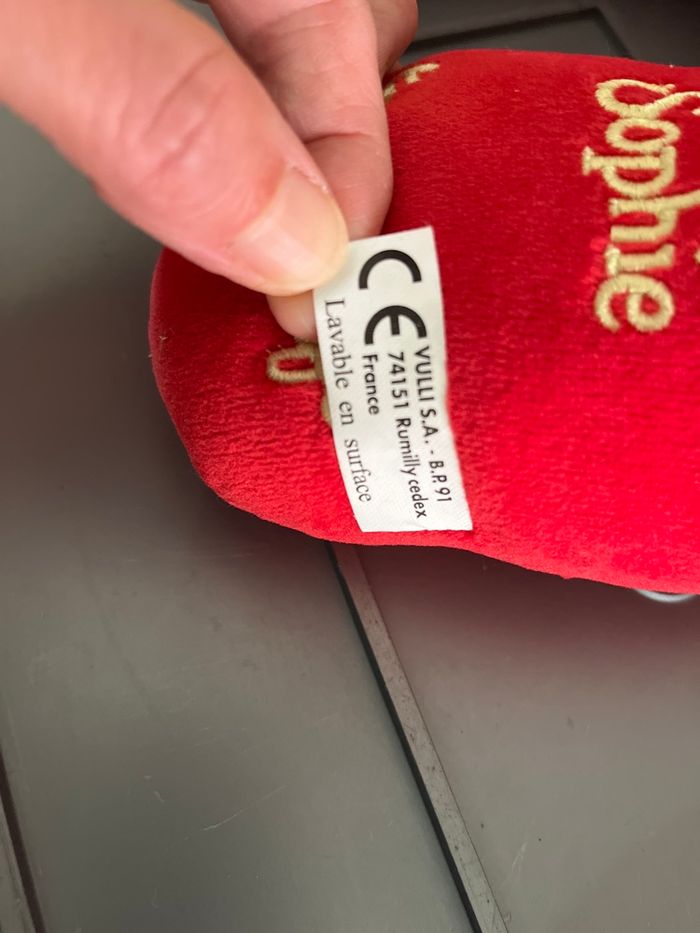 Sophie
CE
VULLI S.A. - B.P. 91
74151 Rumilly cedex
France
Lavable en surface